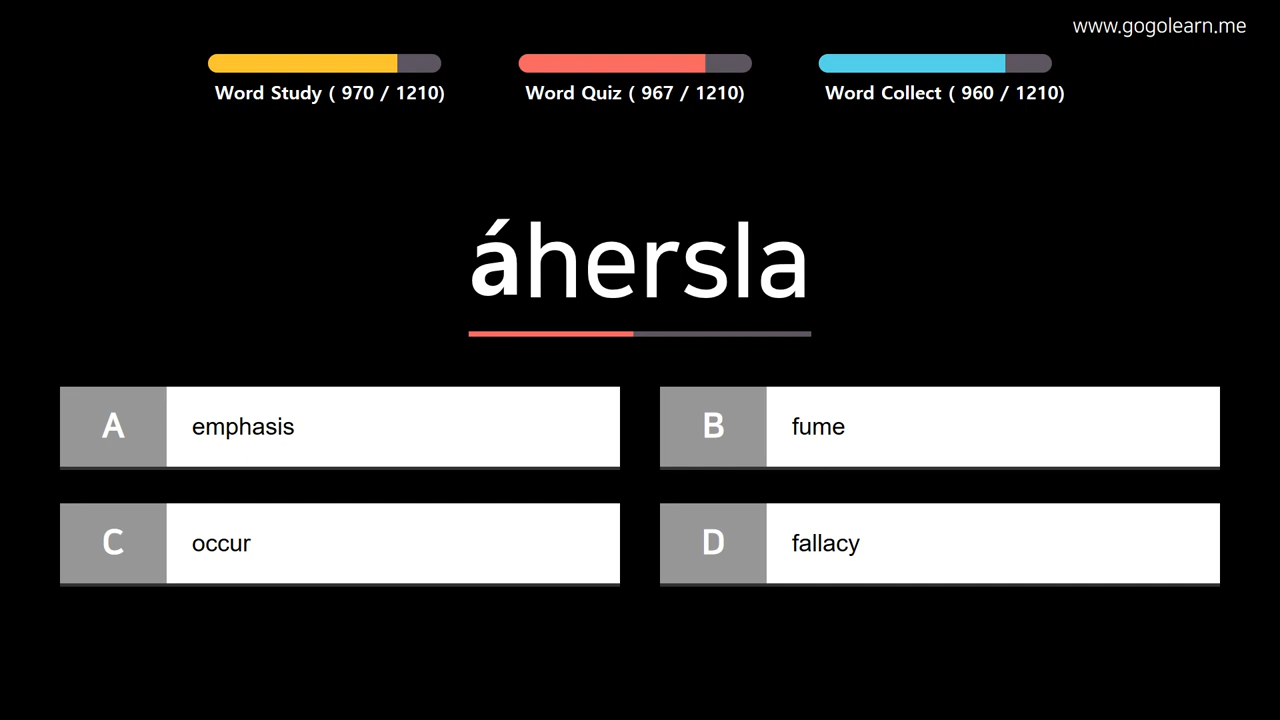 www.gogolearn.me
Word Study ( 970 / 1210)
Word Quiz ( 967 / 1210)
Word Collect ( 960 / 1210)
áhersla
A emphasis
B fume
C occur
D fallacy